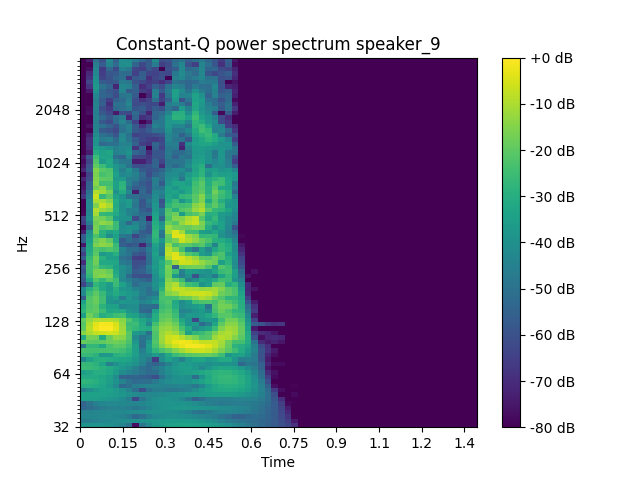 Constant-Q power spectrum speaker_9
+0 dB
2048
-10 dB
1024
-20 dB
512
-30 dB
Hz
-40 dB
256
-50 dB
128
-60 dB
64
-70 dB
32
-80 dB
0 0.15 0.3 0.45 0.6 0.75 0.9 1.1 1.2 1.4
Time